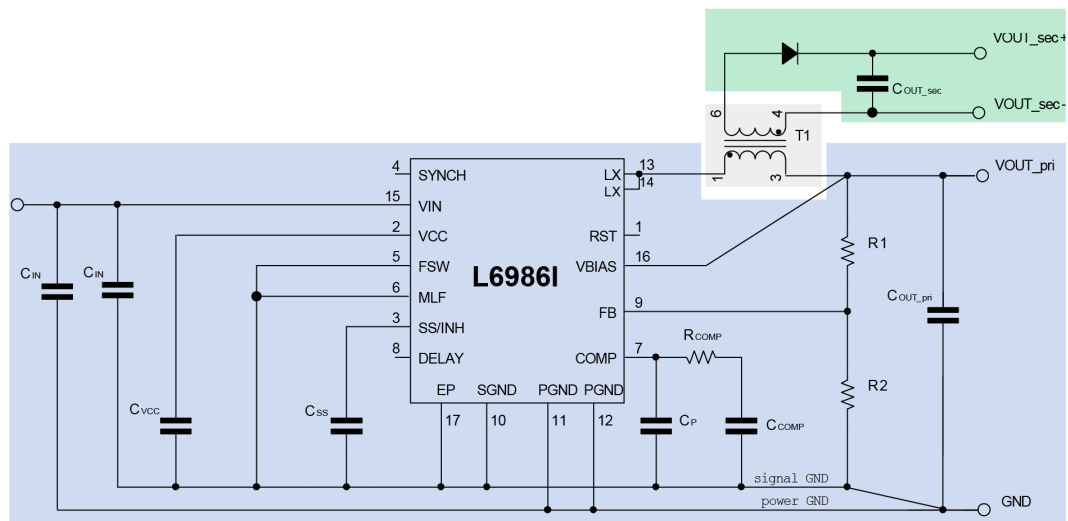 VOUT_sec+
COUT_sec
VOUT_sec-
6
4
T1
1
3
VOUT_pri
4
SYNCH
LX
13
LX
14
15
VIN
2
VCC
RST
1
5
FSW
L6986I
VBIAS
16
R1
CIN
CIN
6
MLF
3
SS/INH
FB
9
COUT_pri
8
DELAY
COMP
7
RCOMP
EP
SGND
PGND
PGND
R2
CVCC
CSS
17
10
11
12
CP
CCOMP
signal GND
power GND
GND